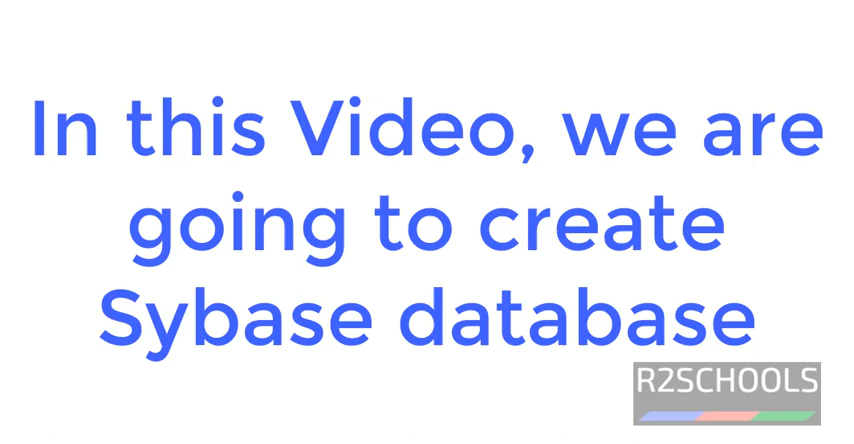 In this Video, we are
going to create
Sybase database
R2SCHOOLS